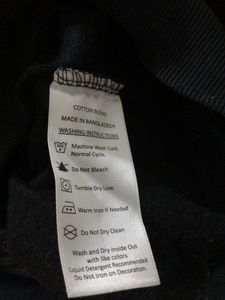 COTTON BLEND
MADE IN BANGLADESH
WASHING INSTRUCTIONS
Machine Wash Cold,
Normal Cycle.
Do Not Bleach
Tumble Dry Low
Warm Iron if Needed
Do Not Dry Clean
Wash and Dry Inside Out
with like colors
Liquid Detergent Recommended
Do Not Iron on Decoration.